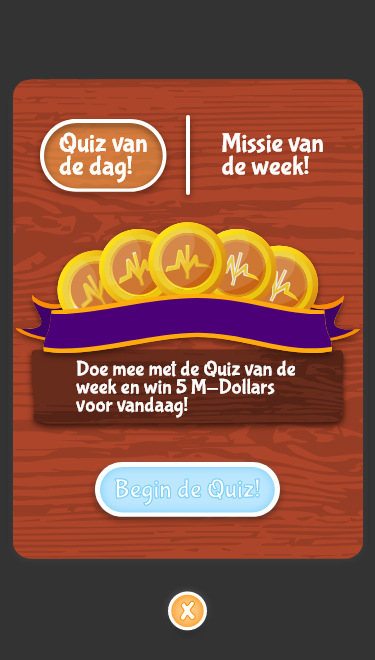 Quiz van
de dag!
Missie van
de week!
Doe mee met de Quiz van de
week en win 5 M-Dollars
voor vandaag!
Begin de Quiz!
X